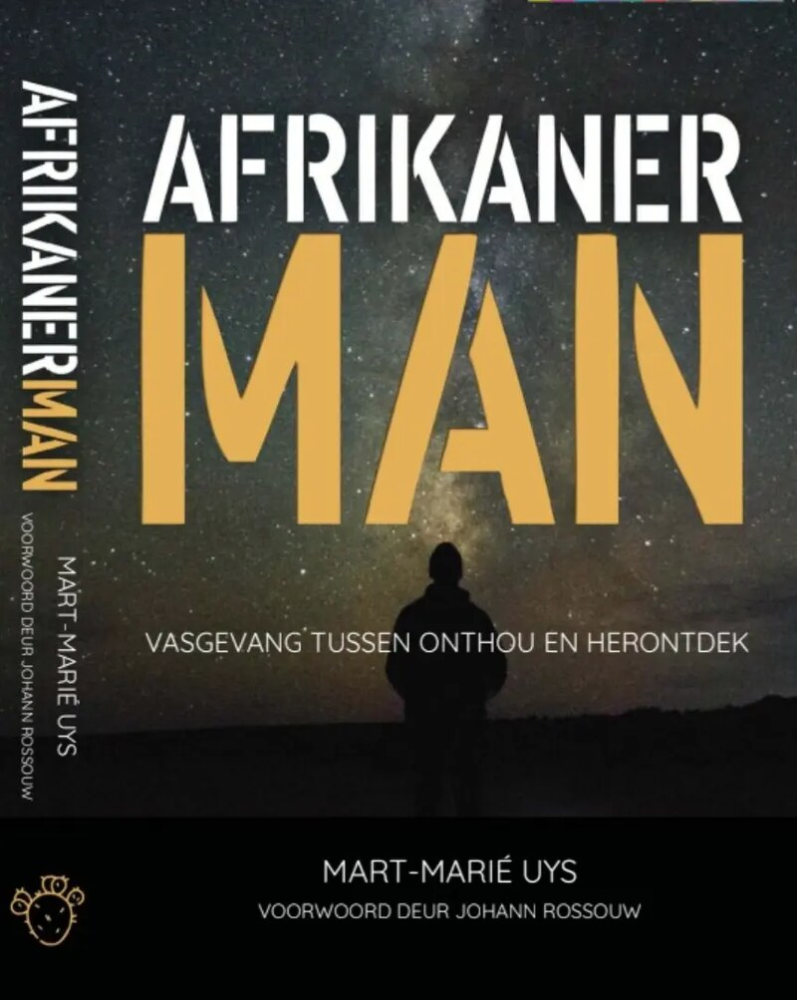 AFRIKANERMAN
MART-MARIÉ UYS
VOORWOORD DEUR JOHANN ROSSOUW
AFRIKANER
MAN
VASGEVANG TUSSEN ONTHOU EN HERONTDEK
MART-MARIÉ UYS
VOORWOORD DEUR JOHANN ROSSOUW